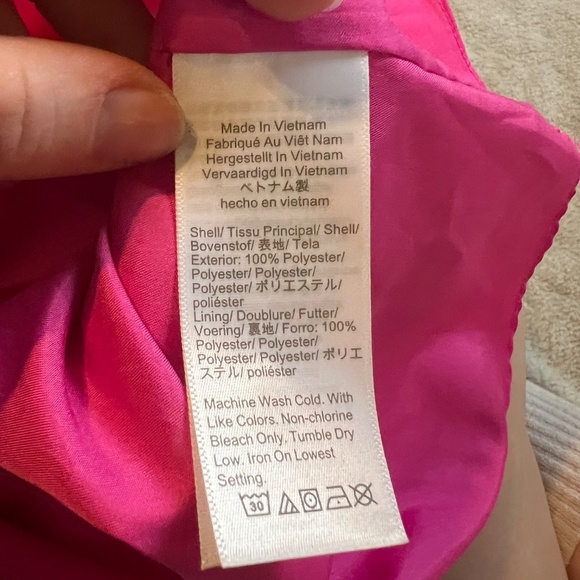 Made In Vietnam
Fabriqué Au Viêt Nam
Hergestellt In Vietnam
Vervaardigd In Vietnam
ベトナム製
hecho en vietnam
Shell/ Tissu Principal/ Shell/
Bovenstof/ 表地/ Tela
Exterior: 100% Polyester/
Polyester/ Polyester/
Polyester/ ポリエステル/
poliéster
Lining/ Doublure/ Futter/
Voering/ 裏地/ Forro: 100%
Polyester/ Polyester/
Polyester/ Polyester/ ポリエ
ステル/ poliéster
Machine Wash Cold. With
Like Colors. Non-chlorine
Bleach Only. Tumble Dry
Low. Iron On Lowest
Setting.
30